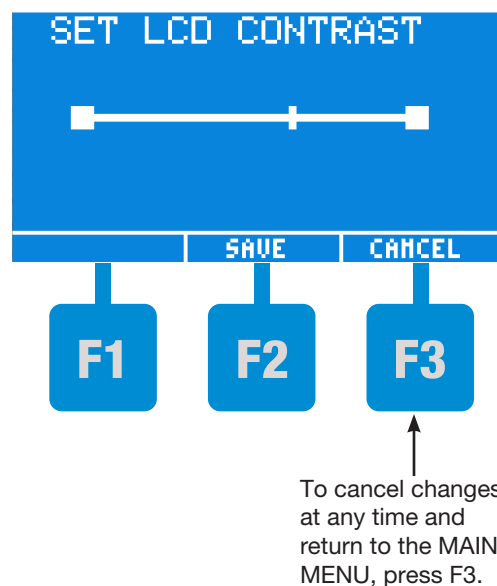 SET LCD CONTRAST
SAVE CANCEL
F1 F2 F3
To cancel changes
at any time and
return to the MAIN
MENU, press F3.